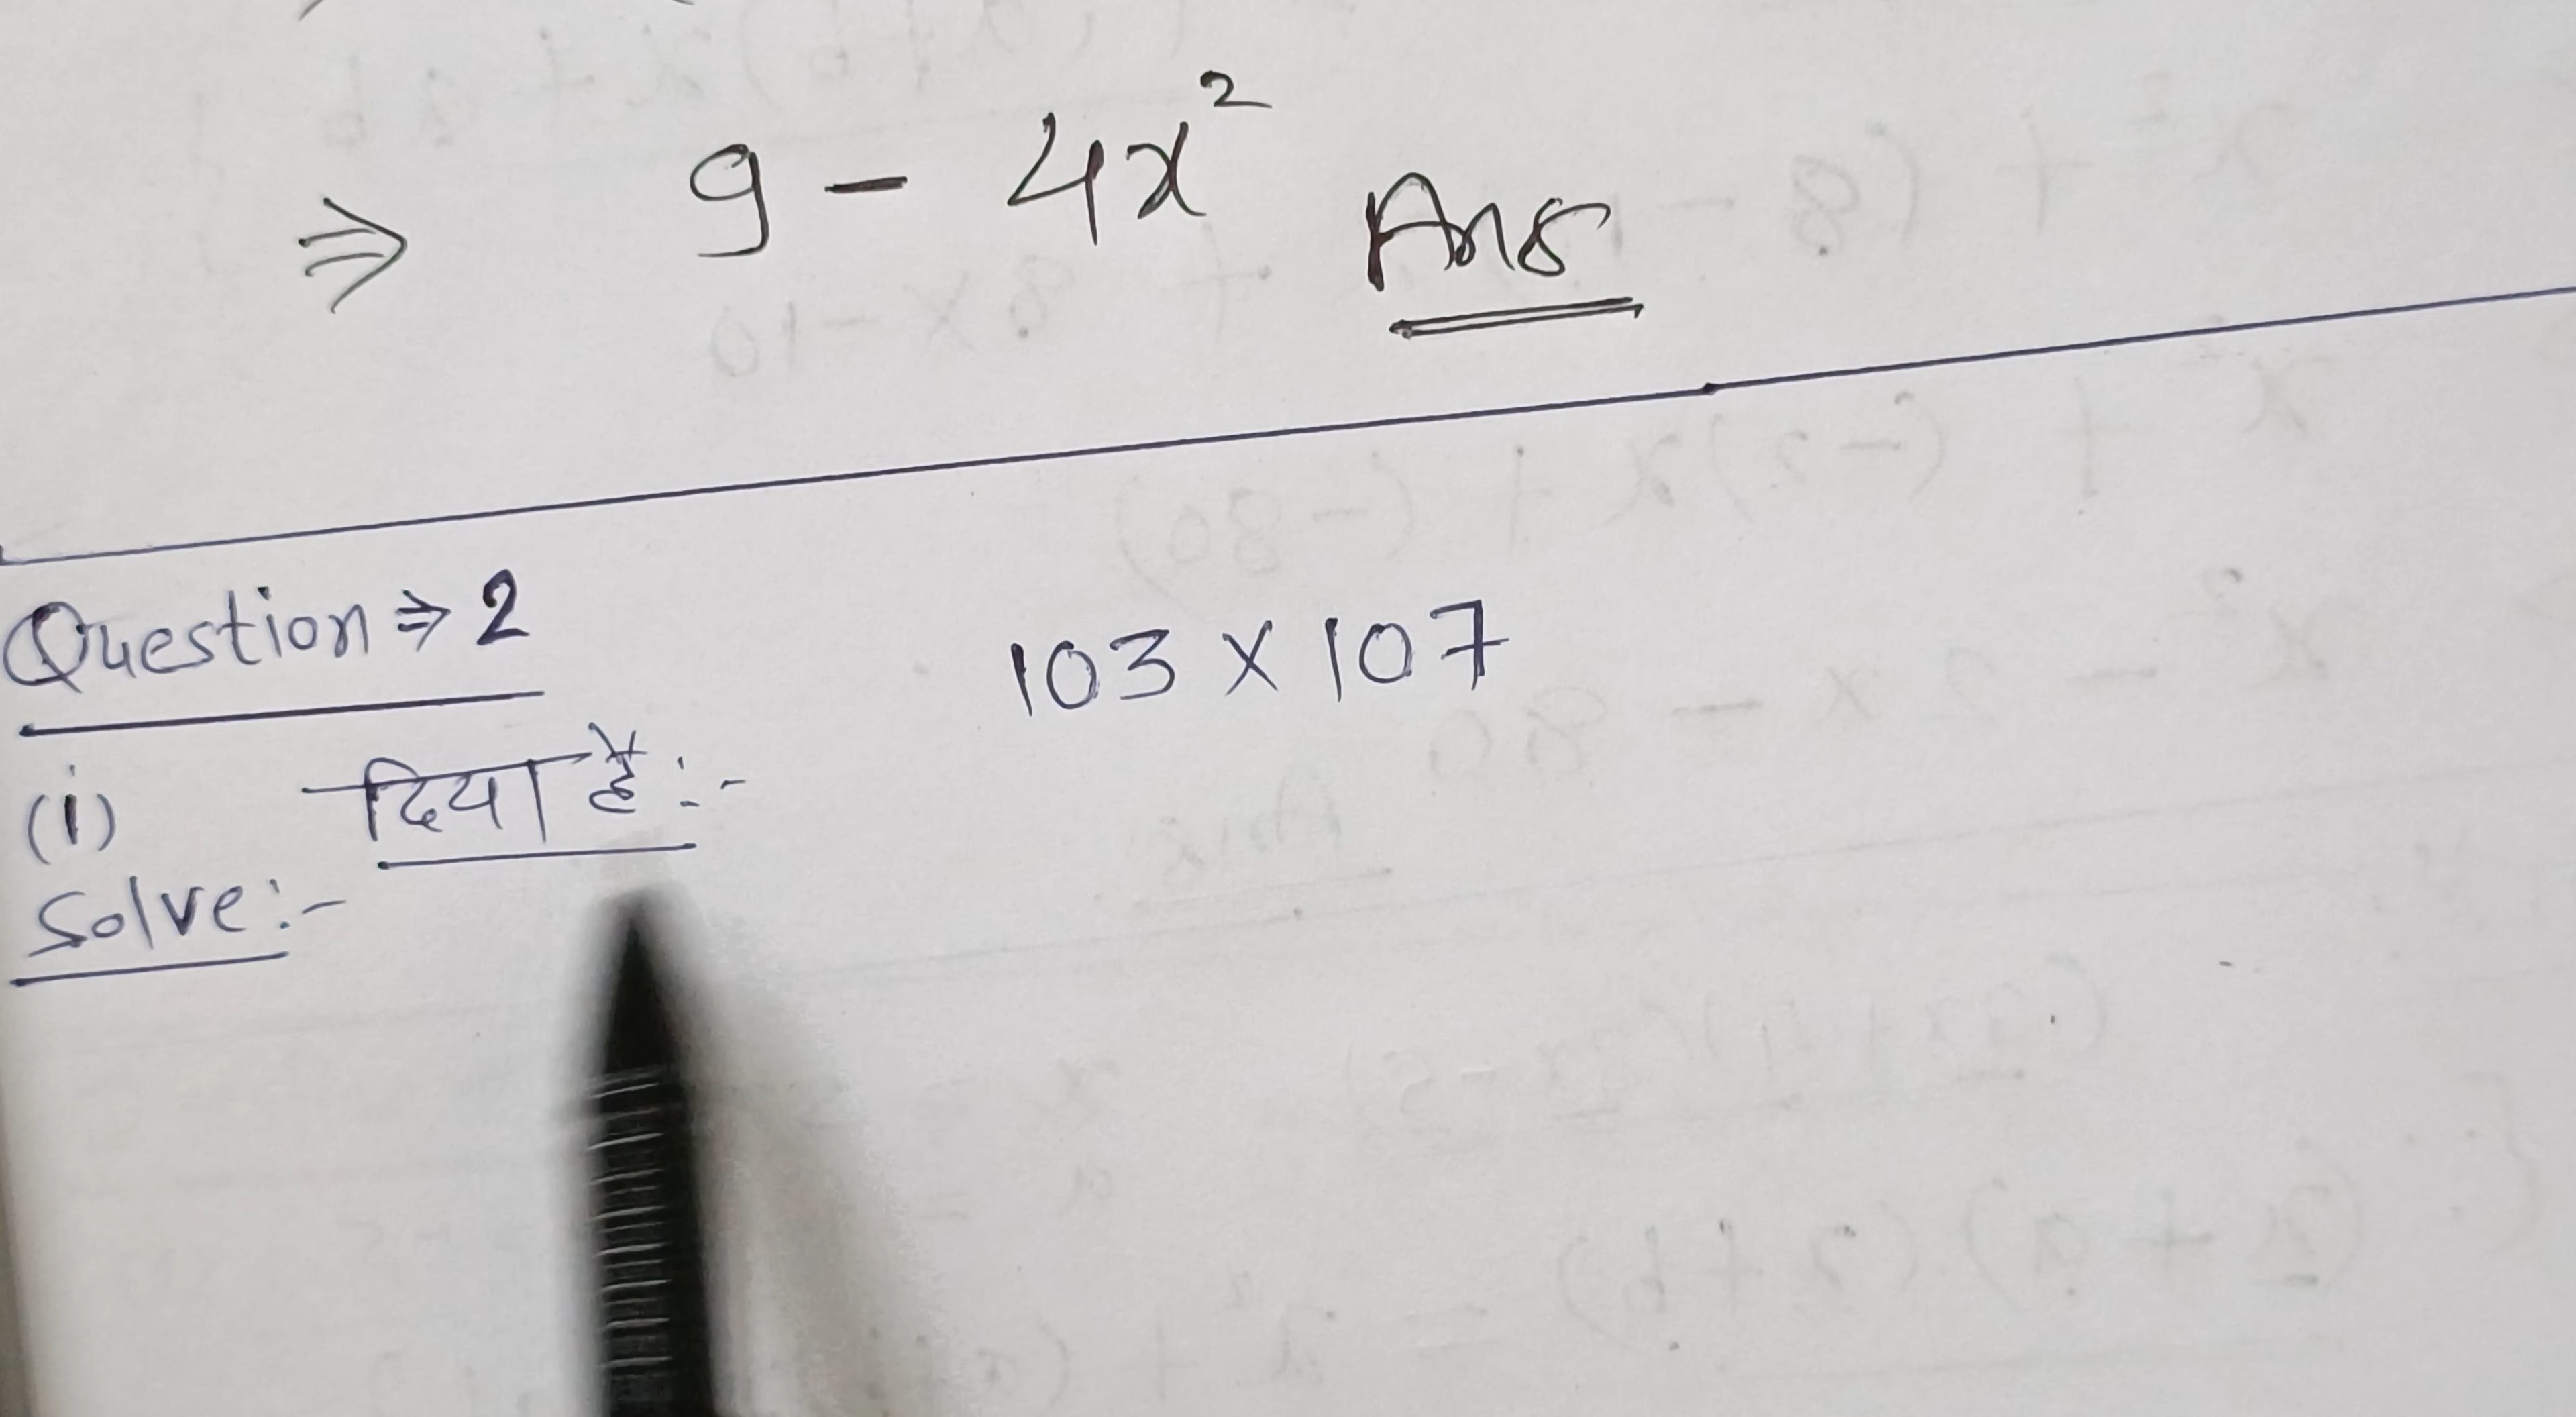 ⇒ 9 - 4x² Ans
Question ⇒ 2 103 × 107
(i) दिया है :-
Solve :-